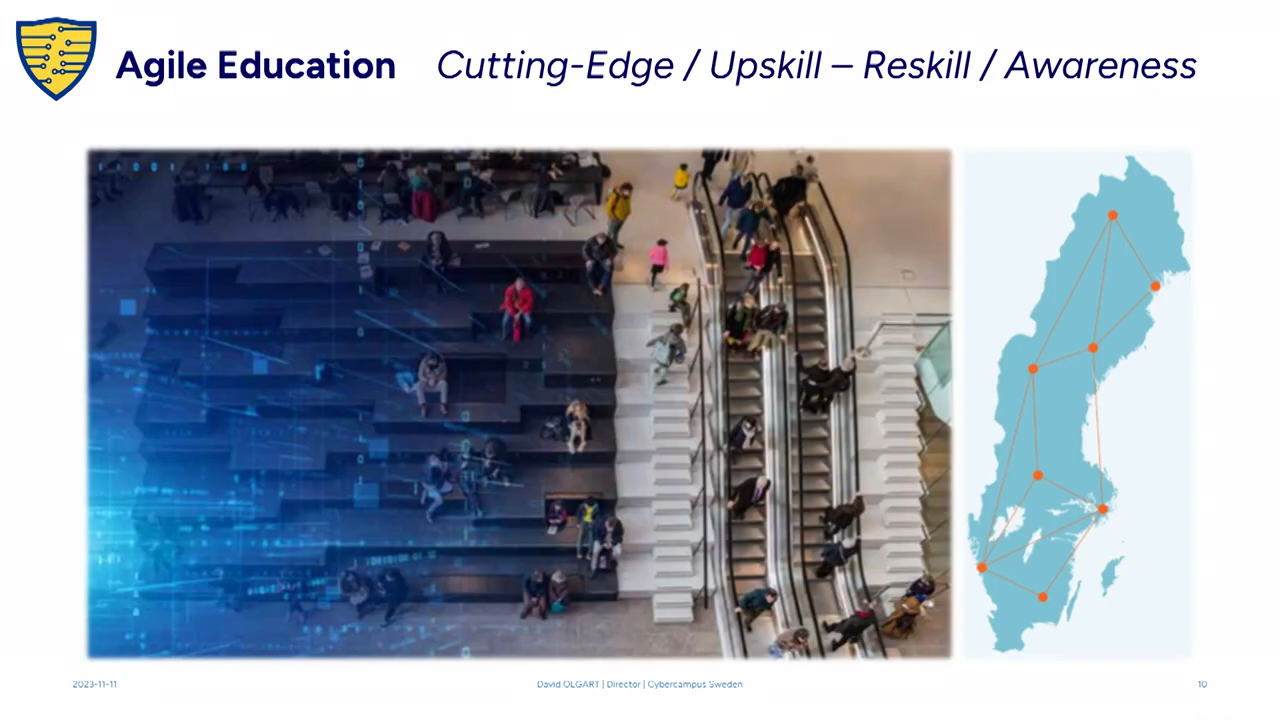 Agile Education Cutting-Edge / Upskill – Reskill / Awareness
2023-11-11
David OLGART | Director | Cybercampus Sweden
10